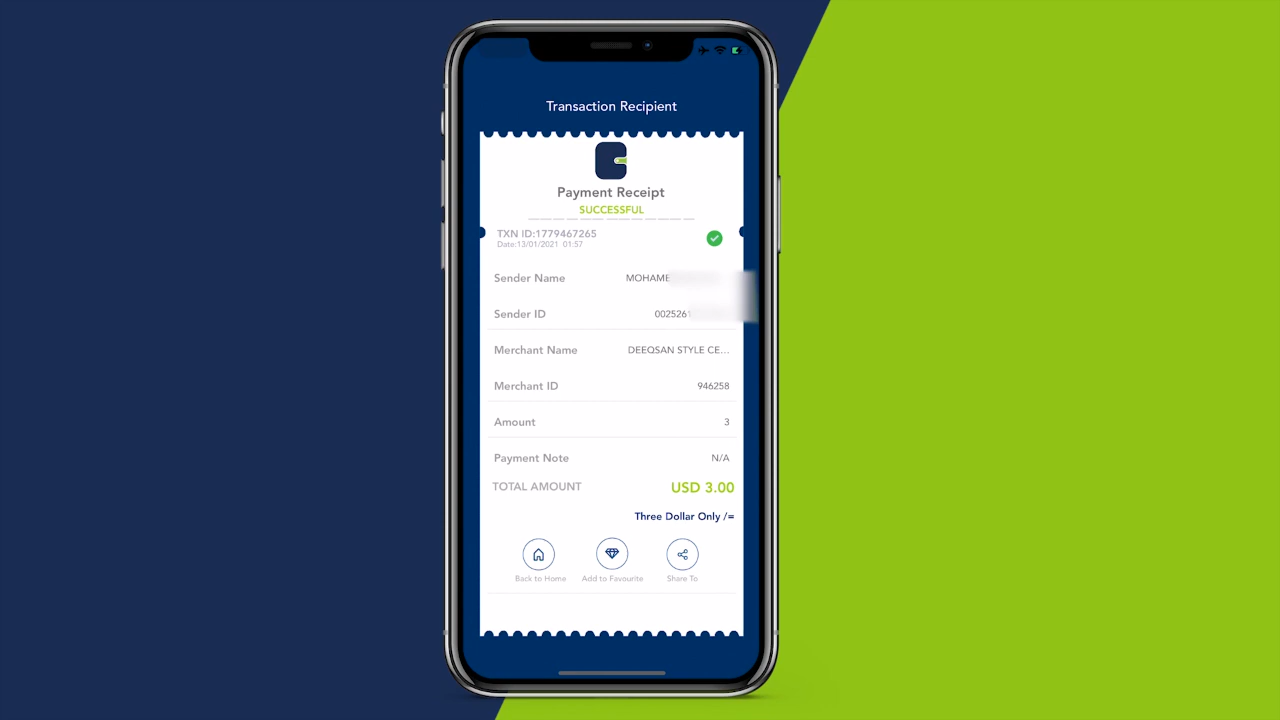 Transaction Recipient
Payment Receipt
SUCCESSFUL
TXN ID:1779467265
Date:13/01/2021 01:57
Sender Name MOHAME
Sender ID 0025261
Merchant Name DEEQSAN STYLE CE...
Merchant ID 946258
Amount 3
Payment Note N/A
TOTAL AMOUNT USD 3.00
Three Dollar Only /=
Back to Home Add to Favourite Share To